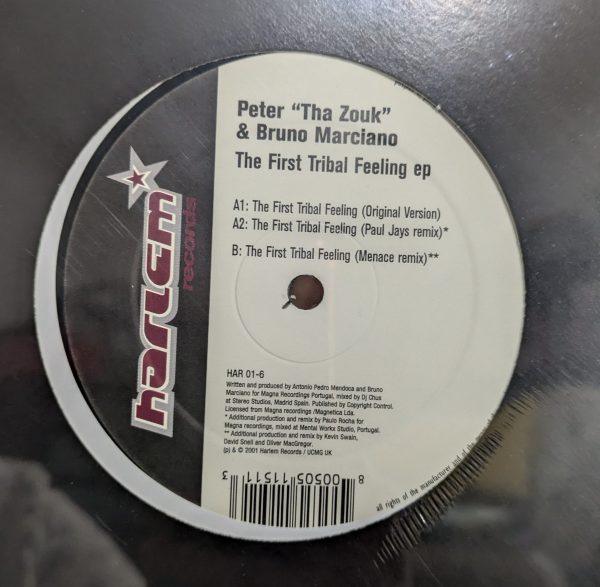 Peter "Tha Zouk"
& Bruno Marciano
The First Tribal Feeling ep
A1: The First Tribal Feeling (Original Version)
A2: The First Tribal Feeling (Paul Jays remix)*
B: The First Tribal Feeling (Menace remix)**
harlem
records
HAR 01-6
Written and produced by Antonio Pedro Mendoca and Bruno
Marciano for Magna Recordings Portugal, mixed by Dj Chus
at Stereo Studios, Madrid Spain. Published by Copyright Control.
Licensed from Magna recordings /Magnetica Lda.
* Additional production and remix by Paulo Rocha for
Magna recordings, mixed at Mental Worxx Studio, Portugal.
** Additional production and remix by Kevin Swain,
David Snell and Oliver MacGregor.
(p) & © 2001 Harlem Records / UCMG UK
8 00505 11511 3
all rights of the manufacturer and of the